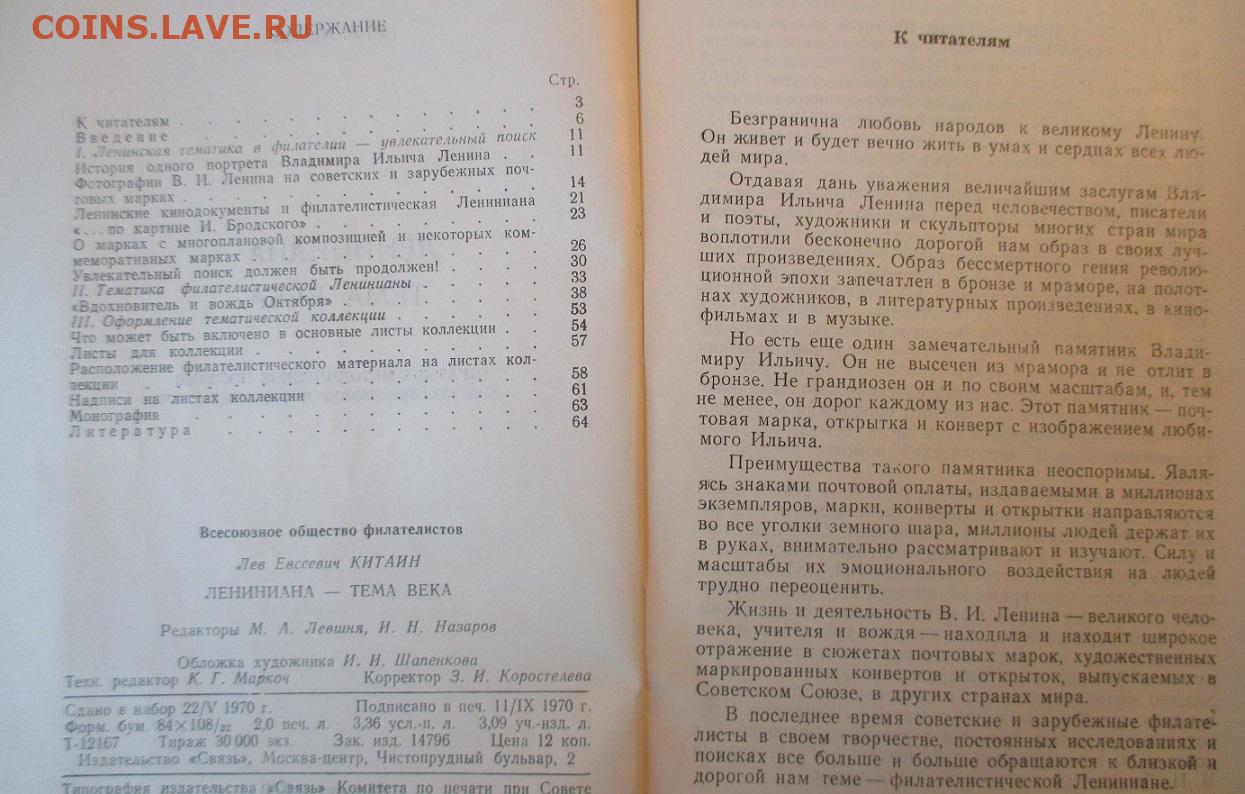 COINS.LAVE.RU
СОДЕРЖАНИЕ
Стр.
К читателям . . . . . . . . . . . . 3
Введение . . . . . . . . . . . . 6
I. Ленинская тематика в филателии — увлекательный поиск 11
История одного портрета Владимира Ильича Ленина . . 11
Фотографии В. И. Ленина на советских и зарубежных поч-
товых марках . . . . . . . . . . . . 14
Ленинские кинодокументы и филателистическая Лениниана 21
«...по картине И. Бродского» . . . . . . . . 23
О марках с многоплановой композицией и некоторых ком-
меморативных марках . . . . . . . . . . 26
Увлекательный поиск должен быть продолжен! . . . . 30
II. Тематика филателистической Ленинианы . . . . 33
«Вдохновитель и вождь Октября» . . . . . . . 38
III. Оформление тематической коллекции . . . . . 53
Что может быть включено в основные листы коллекции . . 54
Листы для коллекции . . . . . . . . . . 57
Расположение филателистического материала на листах кол-
лекции . . . . . . . . . . . . . 58
Надписи на листах коллекции . . . . . . . . 61
Монография . . . . . . . . . . . . 63
Литература . . . . . . . . . . . 64
Всесоюзное общество филателистов
Лев Евсеевич КИТАИН
ЛЕНИНИАНА — ТЕМА ВЕКА
Редакторы М. А. Левшня, И. Н. Назаров
Обложка художника И. И. Шапенкова
Техн. редактор К. Г. Маркоч Корректор З. И. Коростелева
Сдано в набор 22/V 1970 г. Подписано в печ. 11/IX 1970 г.
Форм. бум. 84×108/32 2,0 печ. л. 3,36 усл.-п. л. 3,09 уч.-изд. л.
Т-12167 Тираж 30 000 экз. Зак. изд. 14796 Цена 12 коп.
Издательство «Связь», Москва-центр, Чистопрудный бульвар, 2
Типография издательства «Связь» Комитета по печати при Совете
К читателям
Безгранична любовь народов к великому Ленину.
Он живет и будет вечно жить в умах и сердцах всех лю-
дей мира.
Отдавая дань уважения величайшим заслугам Вла-
димира Ильича Ленина перед человечеством, писатели
и поэты, художники и скульпторы многих стран мира
воплотили бесконечно дорогой нам образ в своих луч-
ших произведениях. Образ бессмертного гения револю-
ционной эпохи запечатлен в бронзе и мраморе, на полот-
нах художников, в литературных произведениях, в кино-
фильмах и в музыке.
Но есть еще один замечательный памятник Влади-
миру Ильичу. Он не высечен из мрамора и не отлит в
бронзе. Не грандиозен он и по своим масштабам, и, тем
не менее, он дорог каждому из нас. Этот памятник — поч-
товая марка, открытка и конверт с изображением люби-
мого Ильича.
Преимущества такого памятника неоспоримы. Явля-
ясь знаками почтовой оплаты, издаваемыми в миллионах
экземпляров, марки, конверты и открытки направляются
во все уголки земного шара, миллионы людей держат их
в руках, внимательно рассматривают и изучают. Силу и
масштабы их эмоционального воздействия на людей
трудно переоценить.
Жизнь и деятельность В. И. Ленина — великого чело-
века, учителя и вождя — находила и находит широкое
отражение в сюжетах почтовых марок, художественных
маркированных конвертов и открыток, выпускаемых в
Советском Союзе, в других странах мира.
В последнее время советские и зарубежные филате-
листы в своем творчестве, постоянных исследованиях и
поисках все больше и больше обращаются к близкой и
дорогой нам теме — филателистической Лениниане.